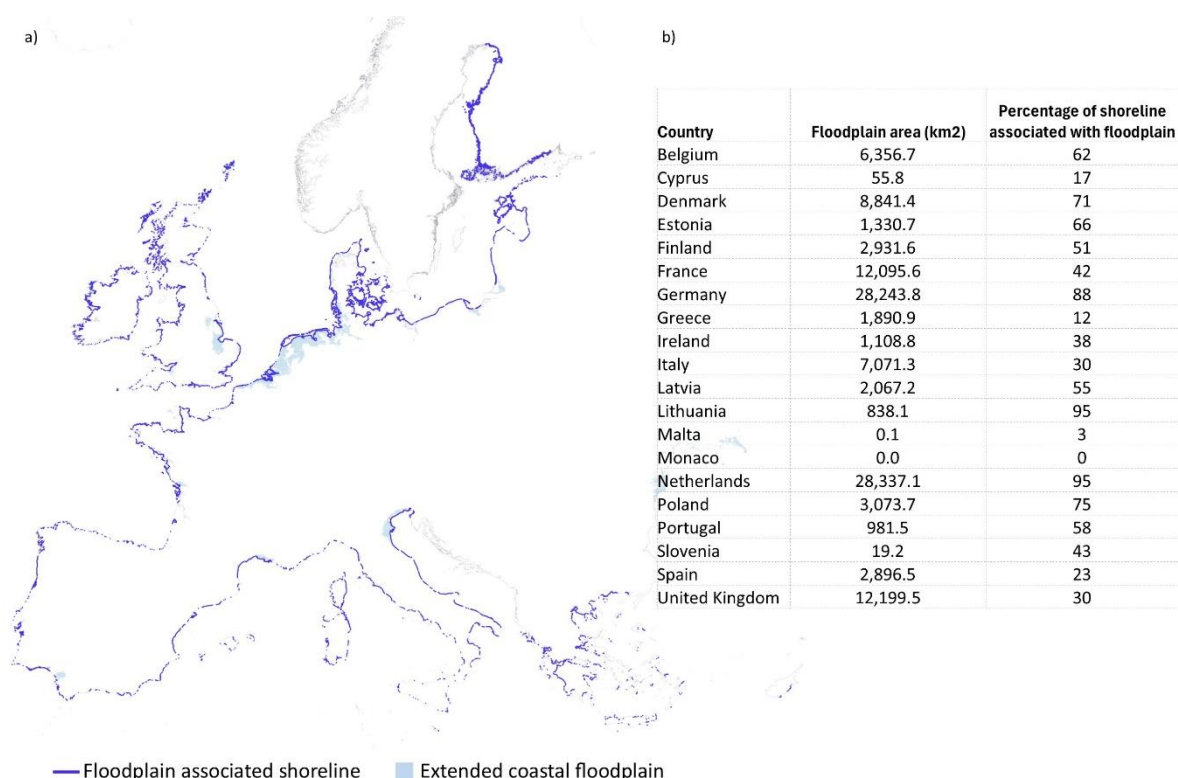 a)
b)
Country Floodplain area (km2) Percentage of shoreline associated with floodplain
Belgium 6,356.7 62
Cyprus 55.8 17
Denmark 8,841.4 71
Estonia 1,330.7 66
Finland 2,931.6 51
France 12,095.6 42
Germany 28,243.8 88
Greece 1,890.9 12
Ireland 1,108.8 38
Italy 7,071.3 30
Latvia 2,067.2 55
Lithuania 838.1 95
Malta 0.1 3
Monaco 0.0 0
Netherlands 28,337.1 95
Poland 3,073.7 75
Portugal 981.5 58
Slovenia 19.2 43
Spain 2,896.5 23
United Kingdom 12,199.5 30
Floodplain associated shoreline Extended coastal floodplain